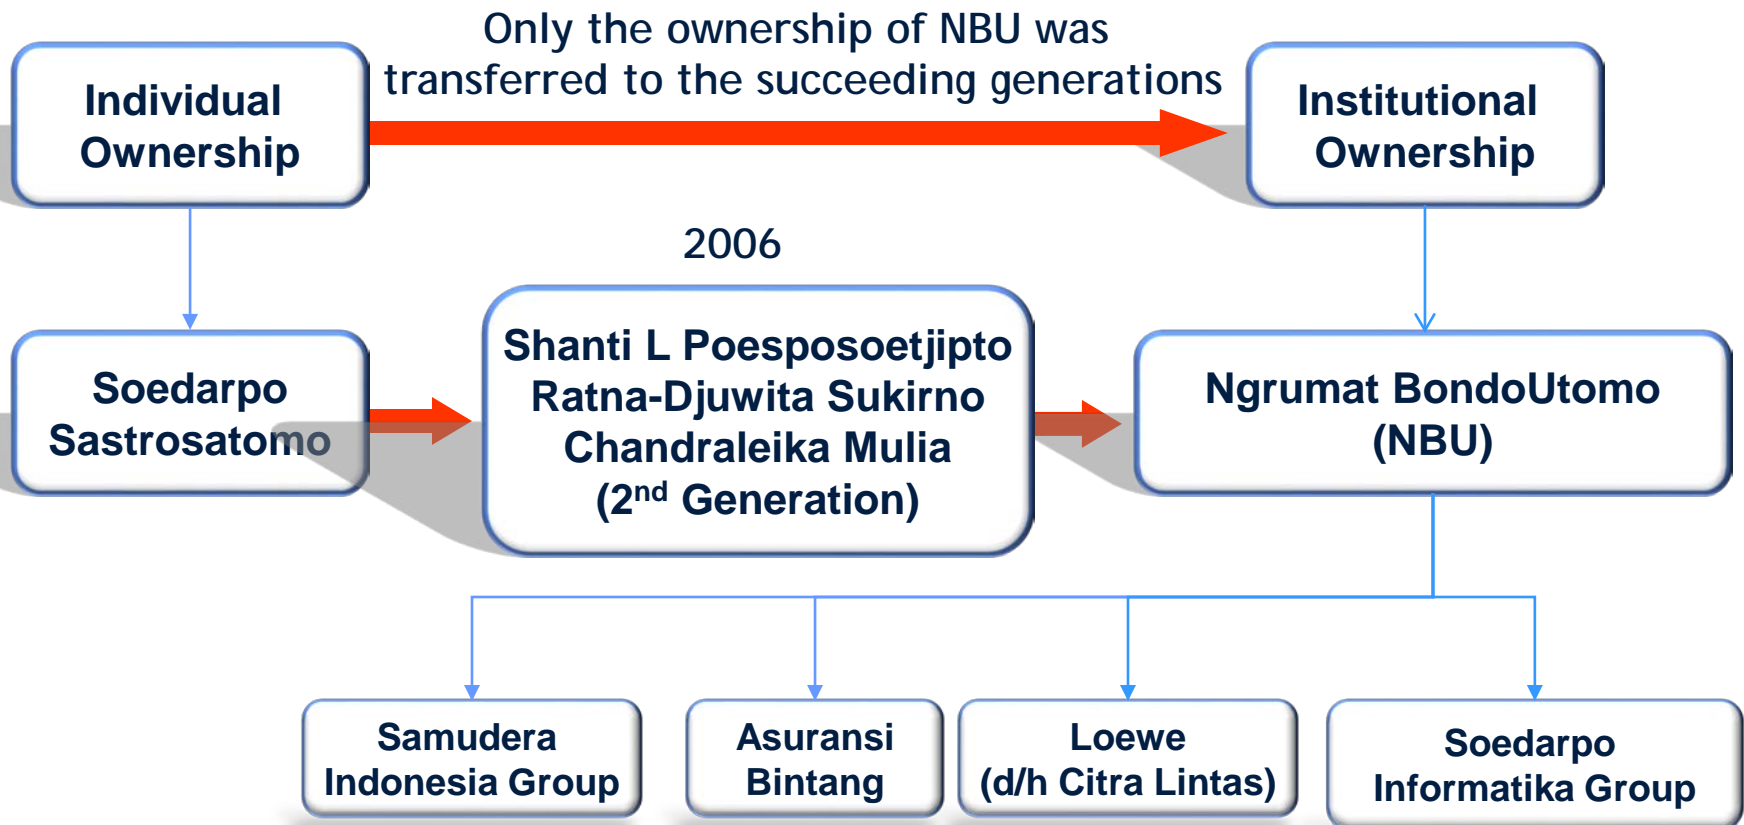 Only the ownership of NBU was
transferred to the succeeding generations
Individual
Ownership
Institutional
Ownership
2006
Soedarpo
Sastrosatomo
Shanti L Poesposoetjipto
Ratna-Djuwita Sukirno
Chandraleika Mulia
(2nd Generation)
Ngrumat BondoUtomo
(NBU)
Samudera
Indonesia Group
Asuransi
Bintang
Loewe
(d/h Citra Lintas)
Soedarpo
Informatika Group